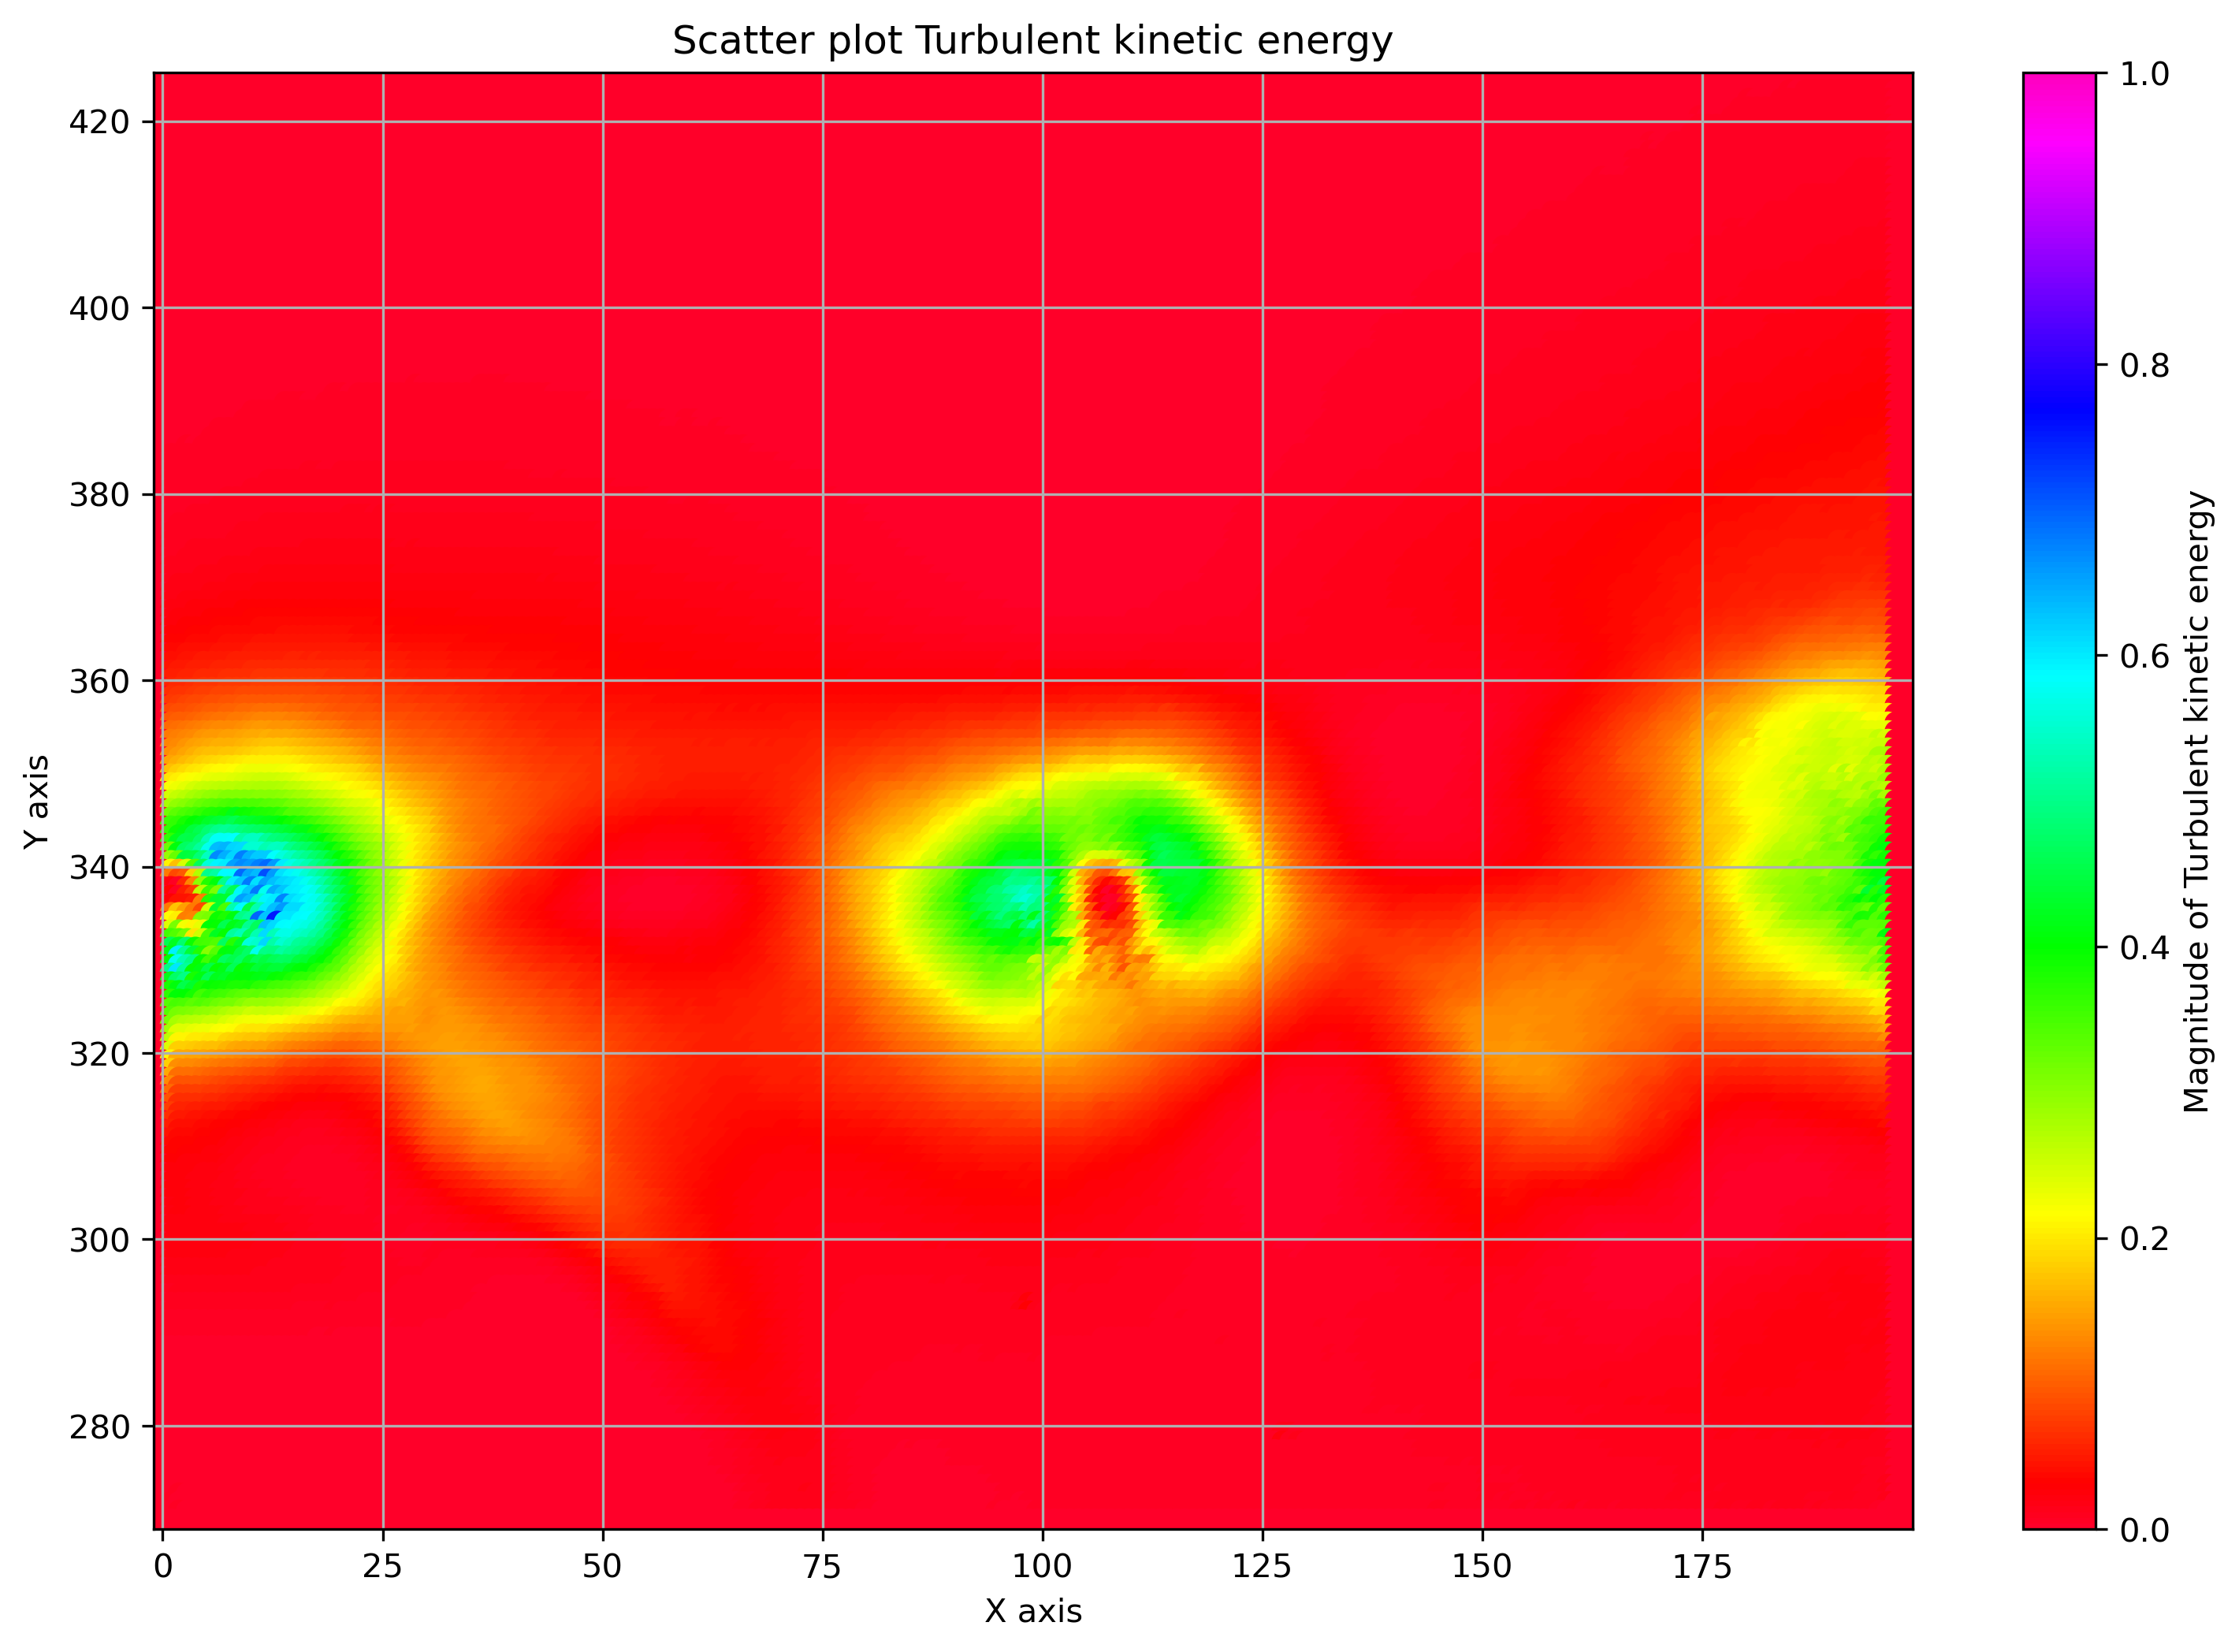 Scatter plot Turbulent kinetic energy
420
400
380
360
340
320
300
280
Y axis
0 25 50 75 100 125 150 175
X axis
1.0
0.8
0.6
0.4
0.2
0.0
Magnitude of Turbulent kinetic energy